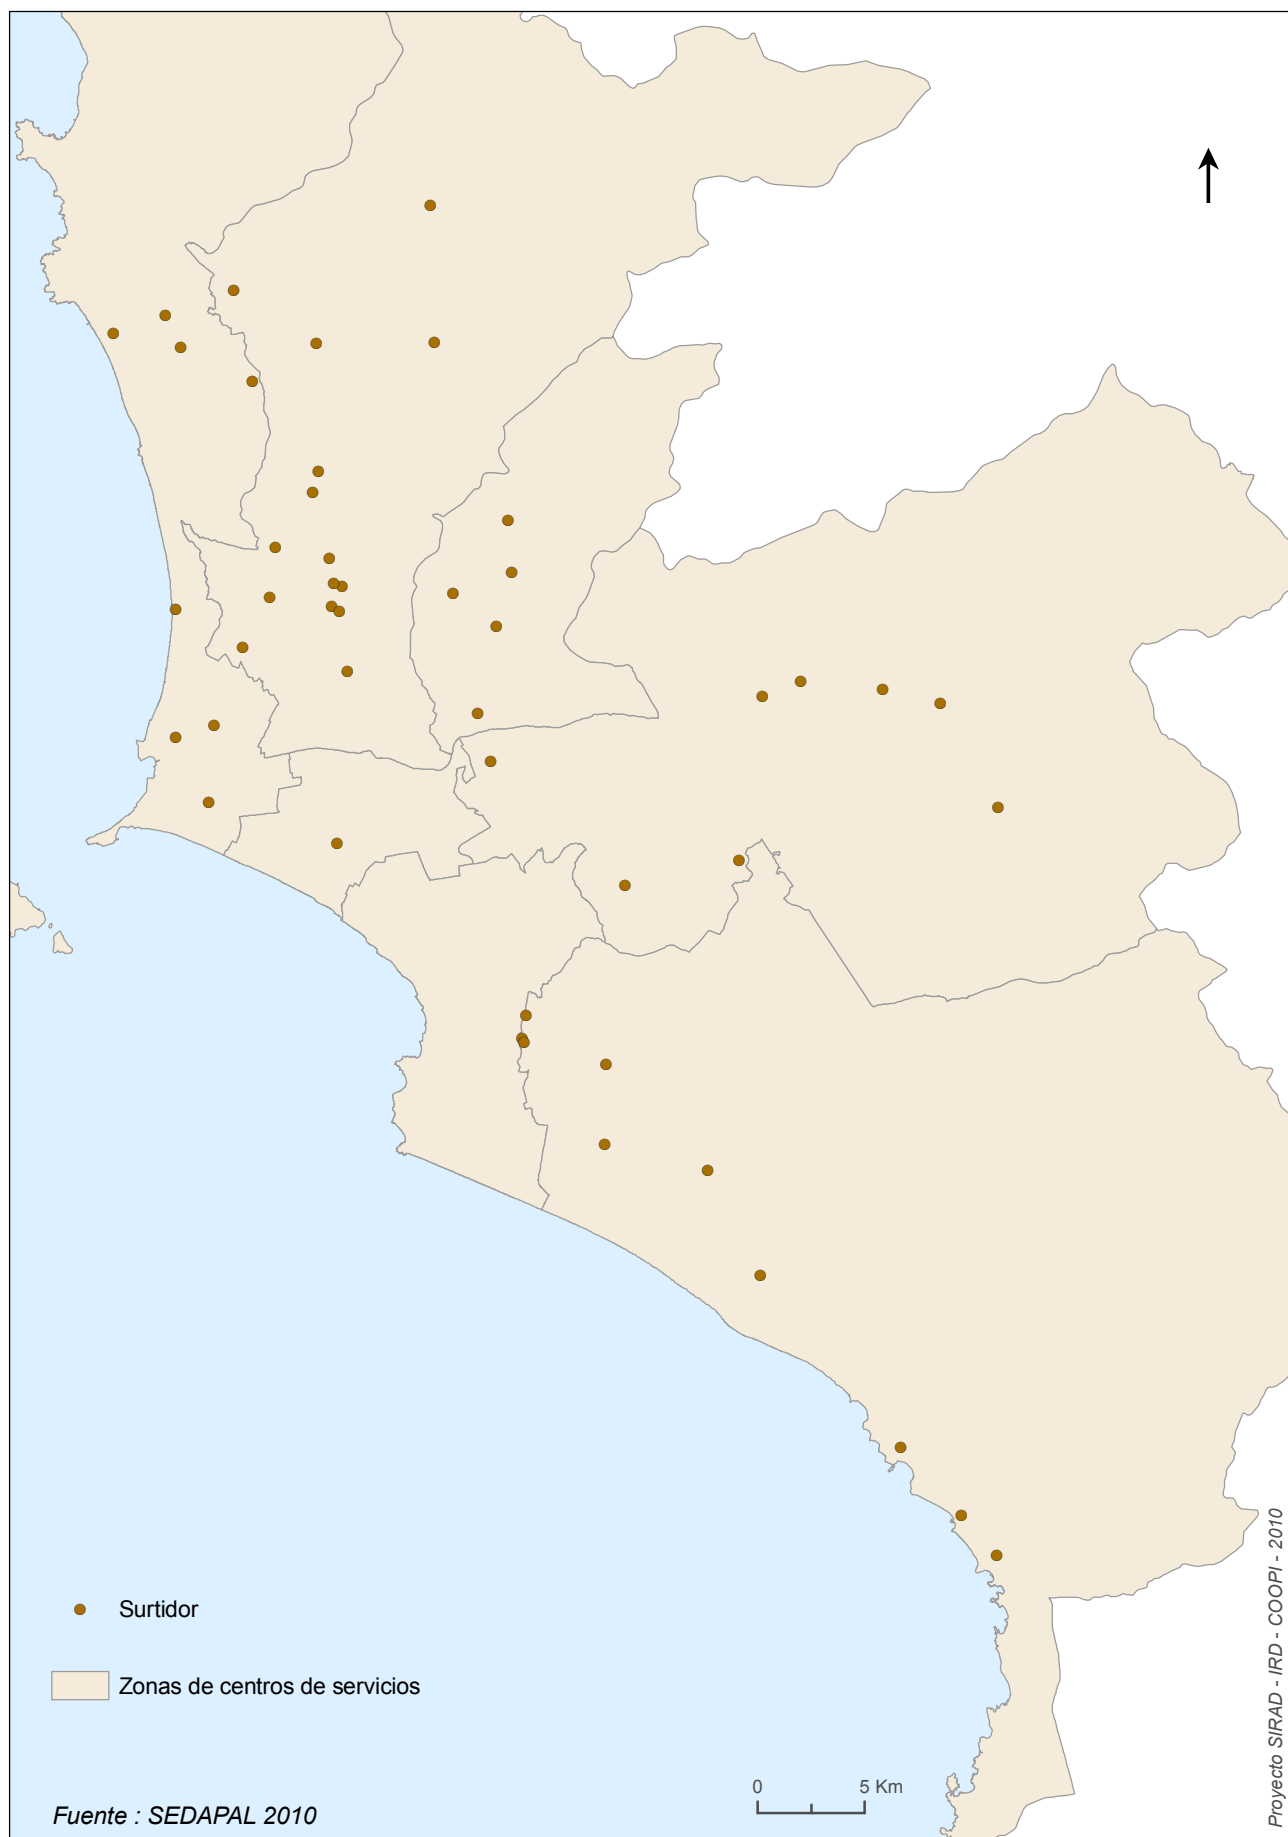 Surtidor
Zonas de centros de servicios
Fuente : SEDAPAL 2010
0 5 Km
Proyecto SIRAD - IRD - COOPI - 2010